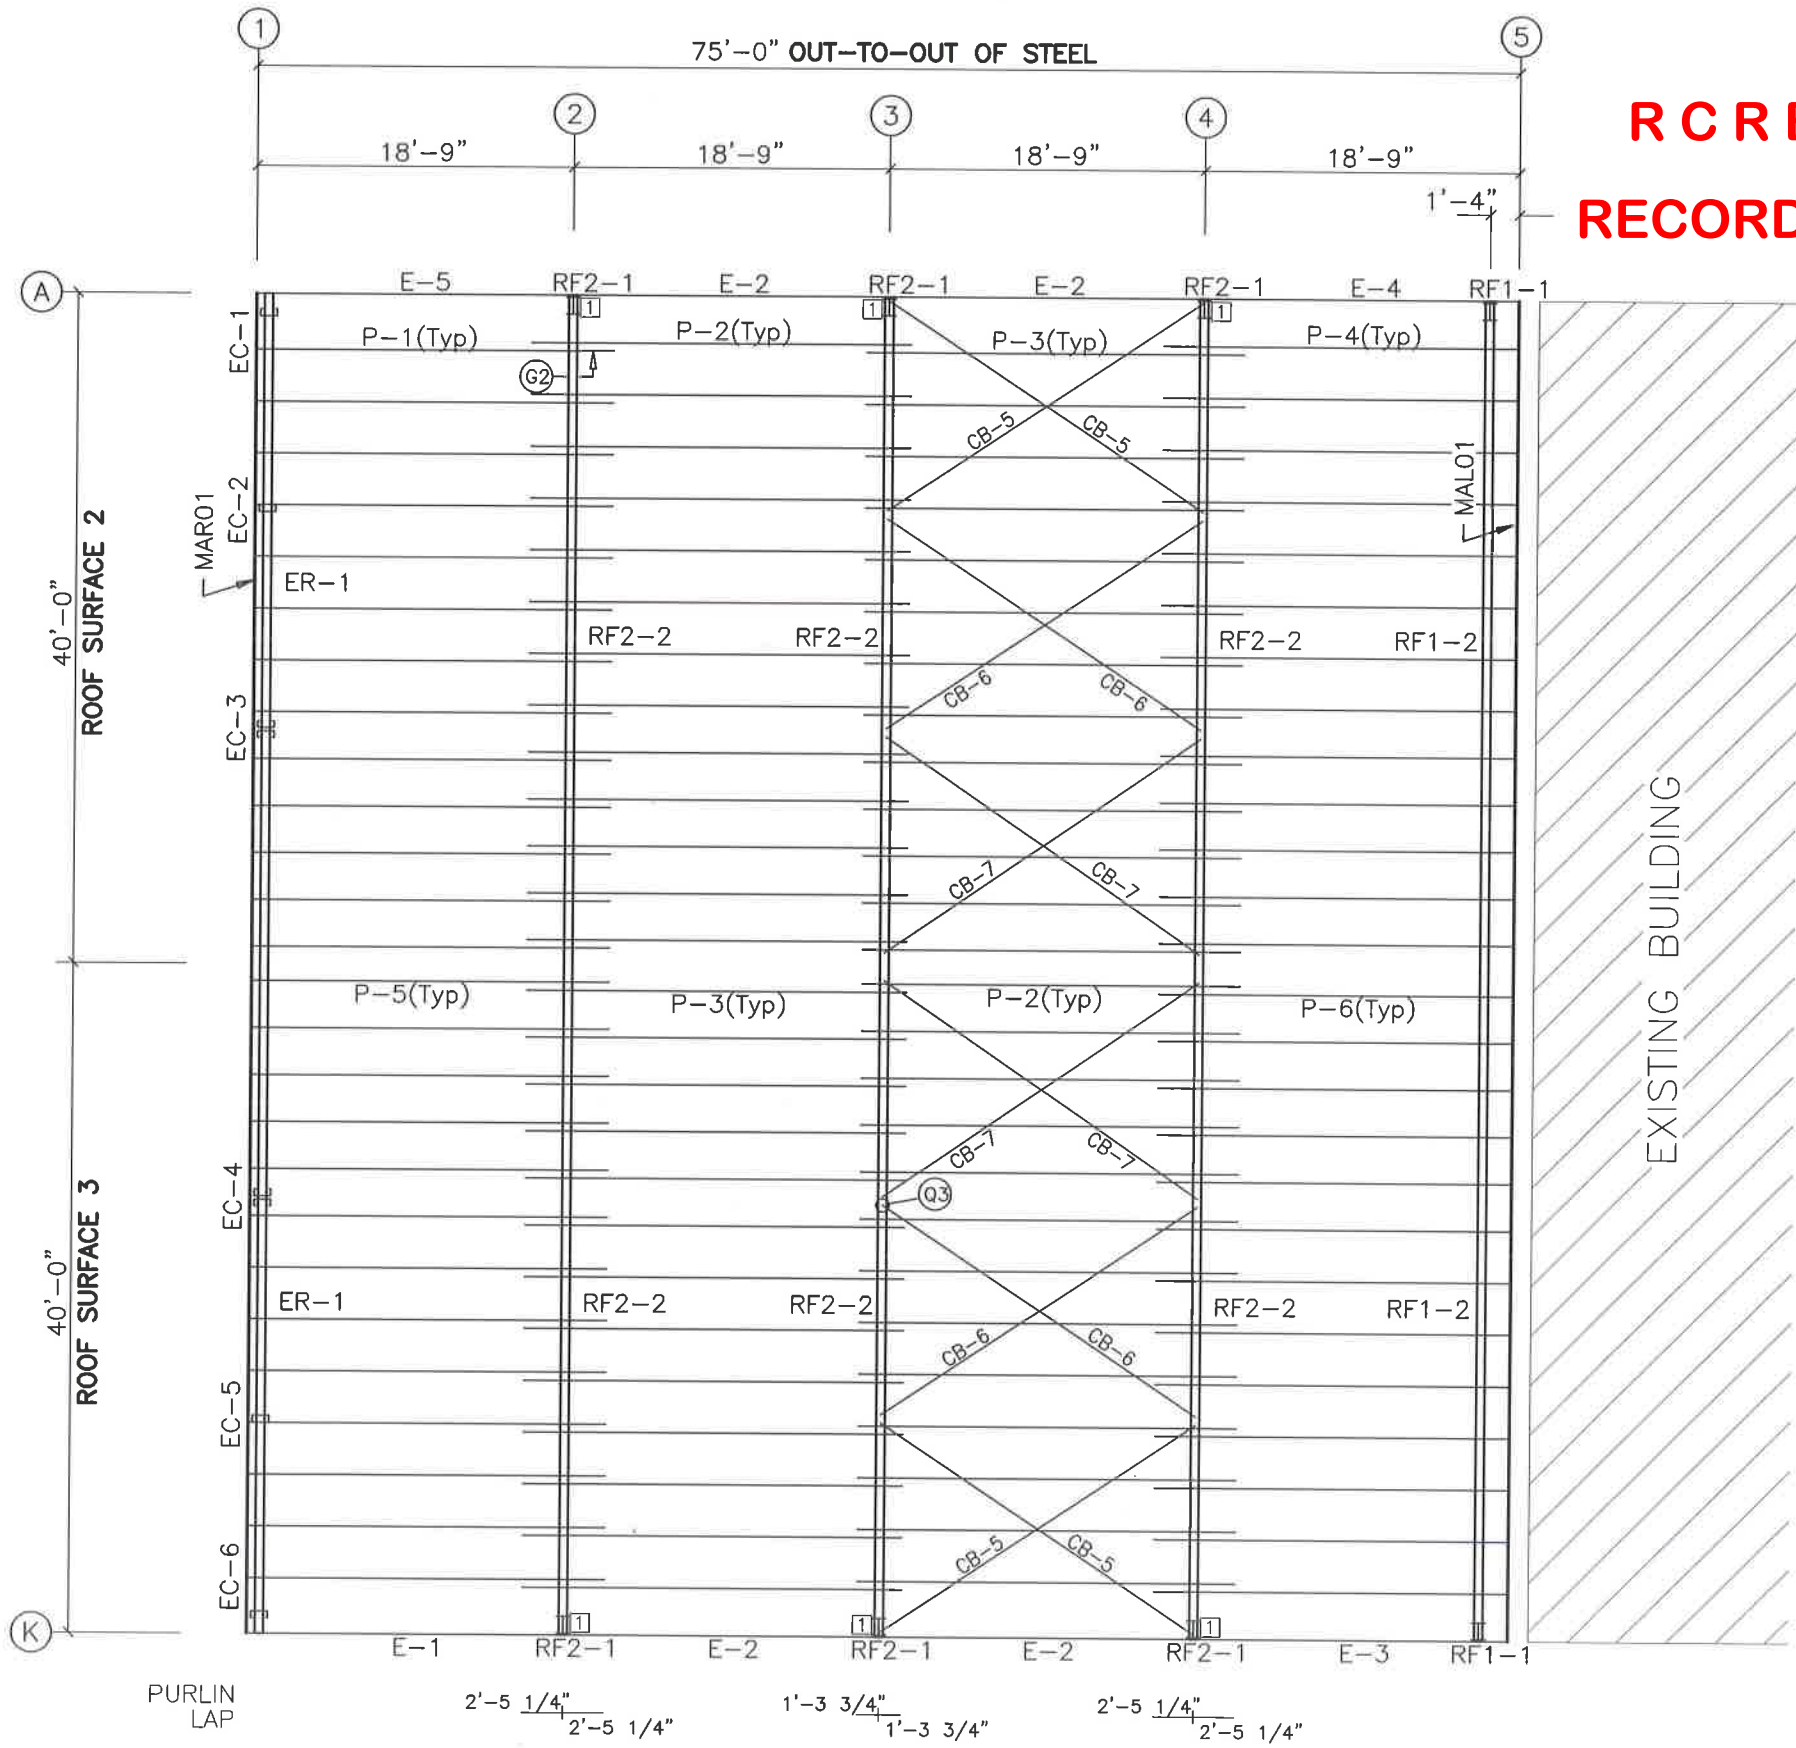 1
5
75'-0" OUT-TO-OUT OF STEEL
2
3
4
R C R
18'-9"
18'-9"
18'-9"
18'-9"
1'-4"
RECORD
A
E-5
RF2-1
E-2
RF2-1
E-2
RF2-1
E-4
RF1-1
1
1
1
EC-1
P-1(Typ)
P-2(Typ)
P-3(Typ)
P-4(Typ)
G2
CB-5
CB-5
MAL01
EC-2
MAR01
40'-0"
ROOF SURFACE 2
ER-1
RF2-2
RF2-2
RF2-2
RF1-2
CB-6
CB-6
EC-3
CB-7
CB-7
EXISTING BUILDING
P-5(Typ)
P-3(Typ)
P-2(Typ)
P-6(Typ)
CB-7
CB-7
EC-4
Q3
40'-0"
ROOF SURFACE 3
ER-1
RF2-2
RF2-2
RF2-2
RF1-2
CB-6
CB-6
EC-5
CB-5
CB-5
EC-6
1
1
1
K
E-1
RF2-1
E-2
RF2-1
E-2
RF2-1
E-3
RF1-1
PURLIN
LAP
2'-5 1/4"
2'-5 1/4"
1'-3 3/4"
1'-3 3/4"
2'-5 1/4"
2'-5 1/4"